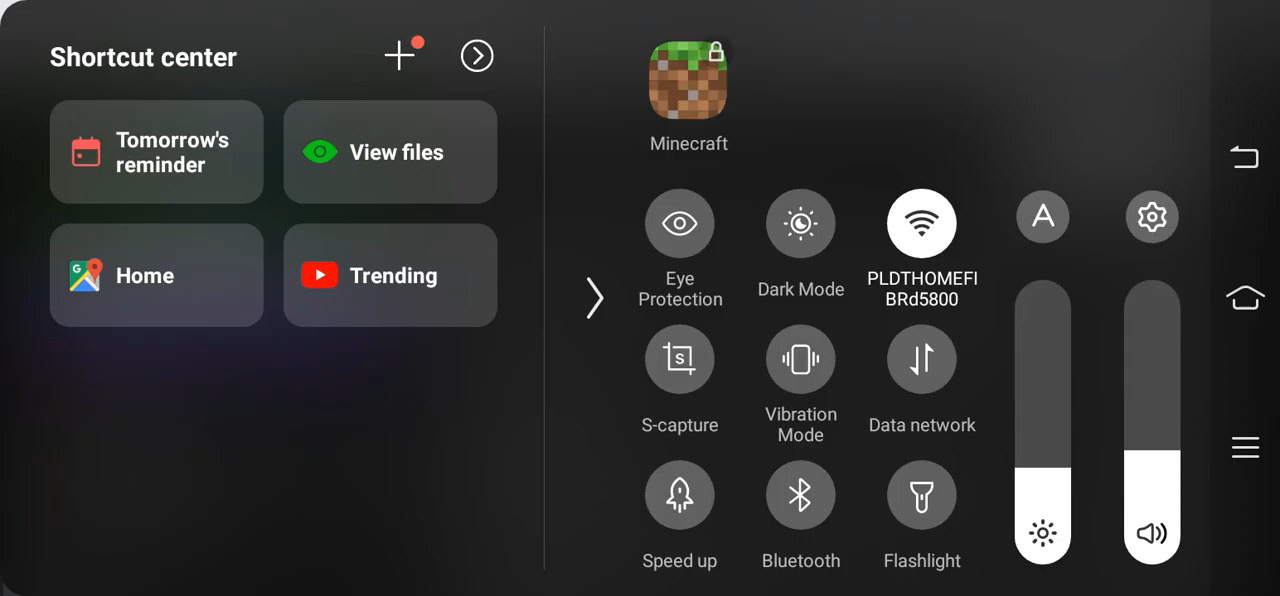 Shortcut center
Tomorrow's
reminder
View files
Home
Trending
Minecraft
Eye
Protection
Dark Mode
PLDTHOMEFI
BRd5800
A
S
S-capture
Vibration
Mode
Data network
Speed up
Bluetooth
Flashlight